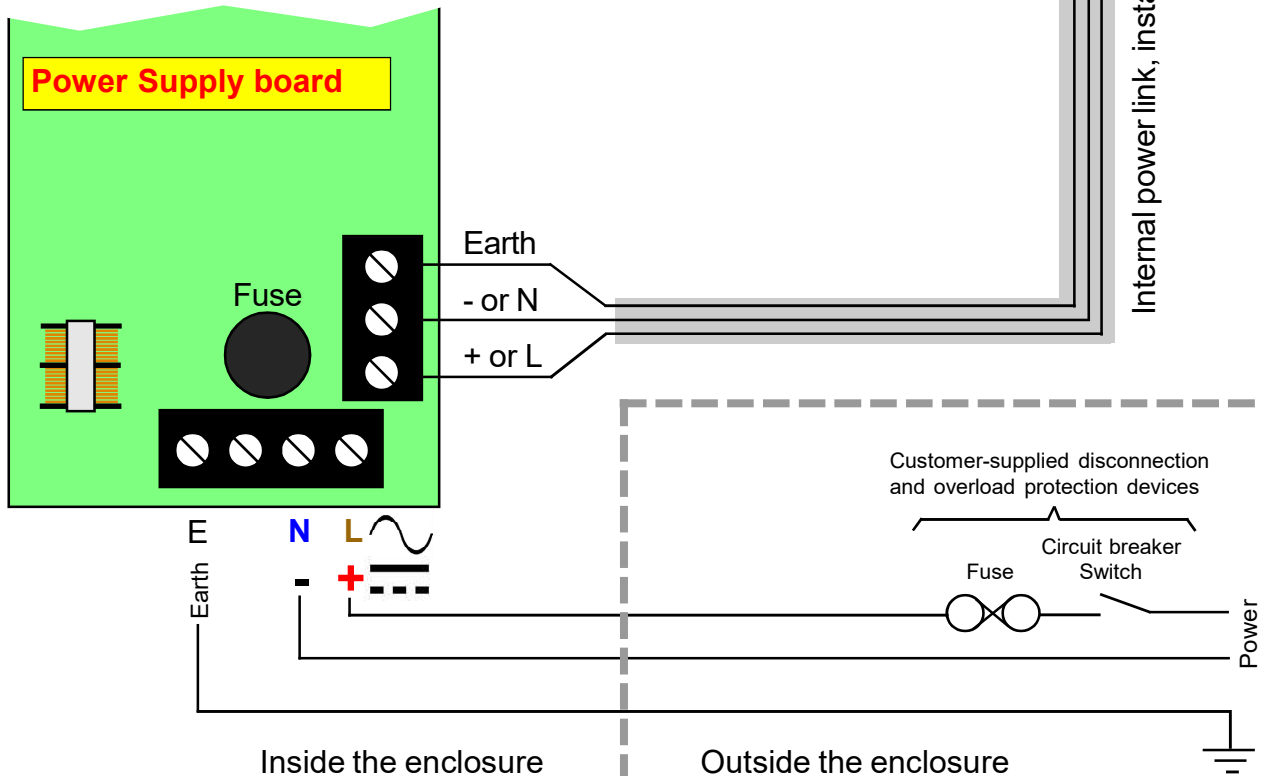 Power Supply board
Internal power link,
Earth
- or N
+ or L
Fuse
Customer-supplied disconnection
and overload protection devices
Circuit breaker
Switch
Fuse
E
N
L
Earth
-
+
Power
Inside the enclosure
Outside the enclosure